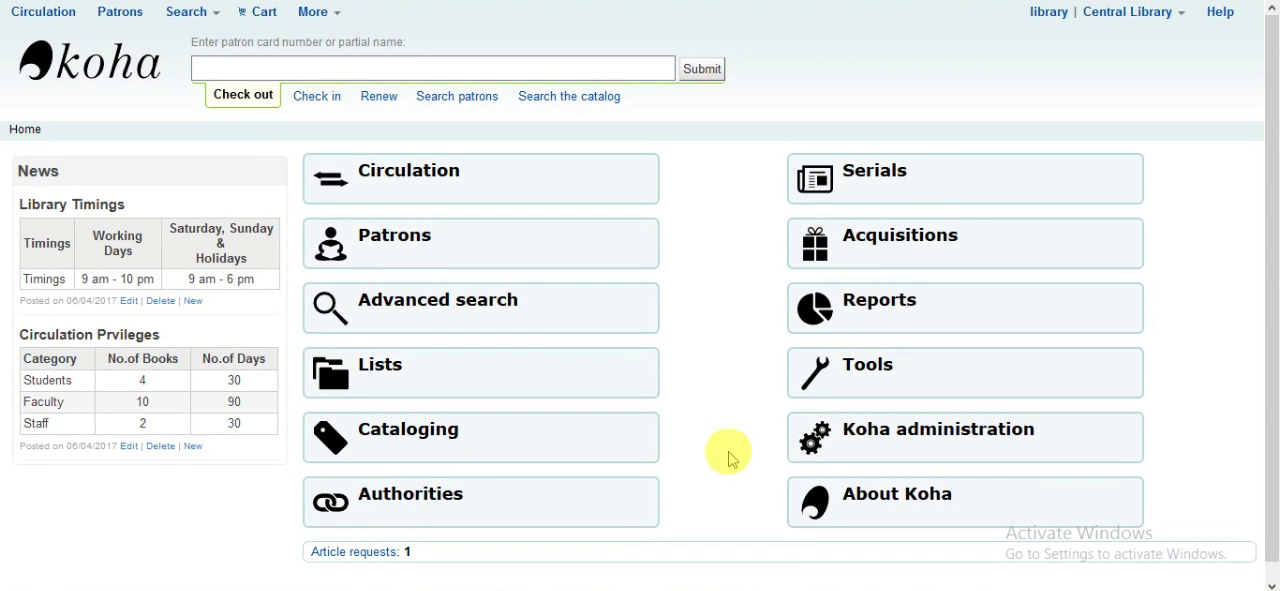 Circulation Patrons Search Cart More library | Central Library Help
koha
Enter patron card number or partial name:
Submit
Check out Check in Renew Search patrons Search the catalog
Home
News
Library Timings
Timings Working Days Saturday, Sunday & Holidays
Timings 9 am - 10 pm 9 am - 6 pm
Posted on 06/04/2017 Edit | Delete | New
Circulation Prvileges
Category No.of Books No.of Days
Students 4 30
Faculty 10 90
Staff 2 30
Posted on 06/04/2017 Edit | Delete | New
Circulation
Patrons
Advanced search
Lists
Cataloging
Authorities
Serials
Acquisitions
Reports
Tools
Koha administration
About Koha
Article requests: 1
Activate Windows
Go to Settings to activate Windows.